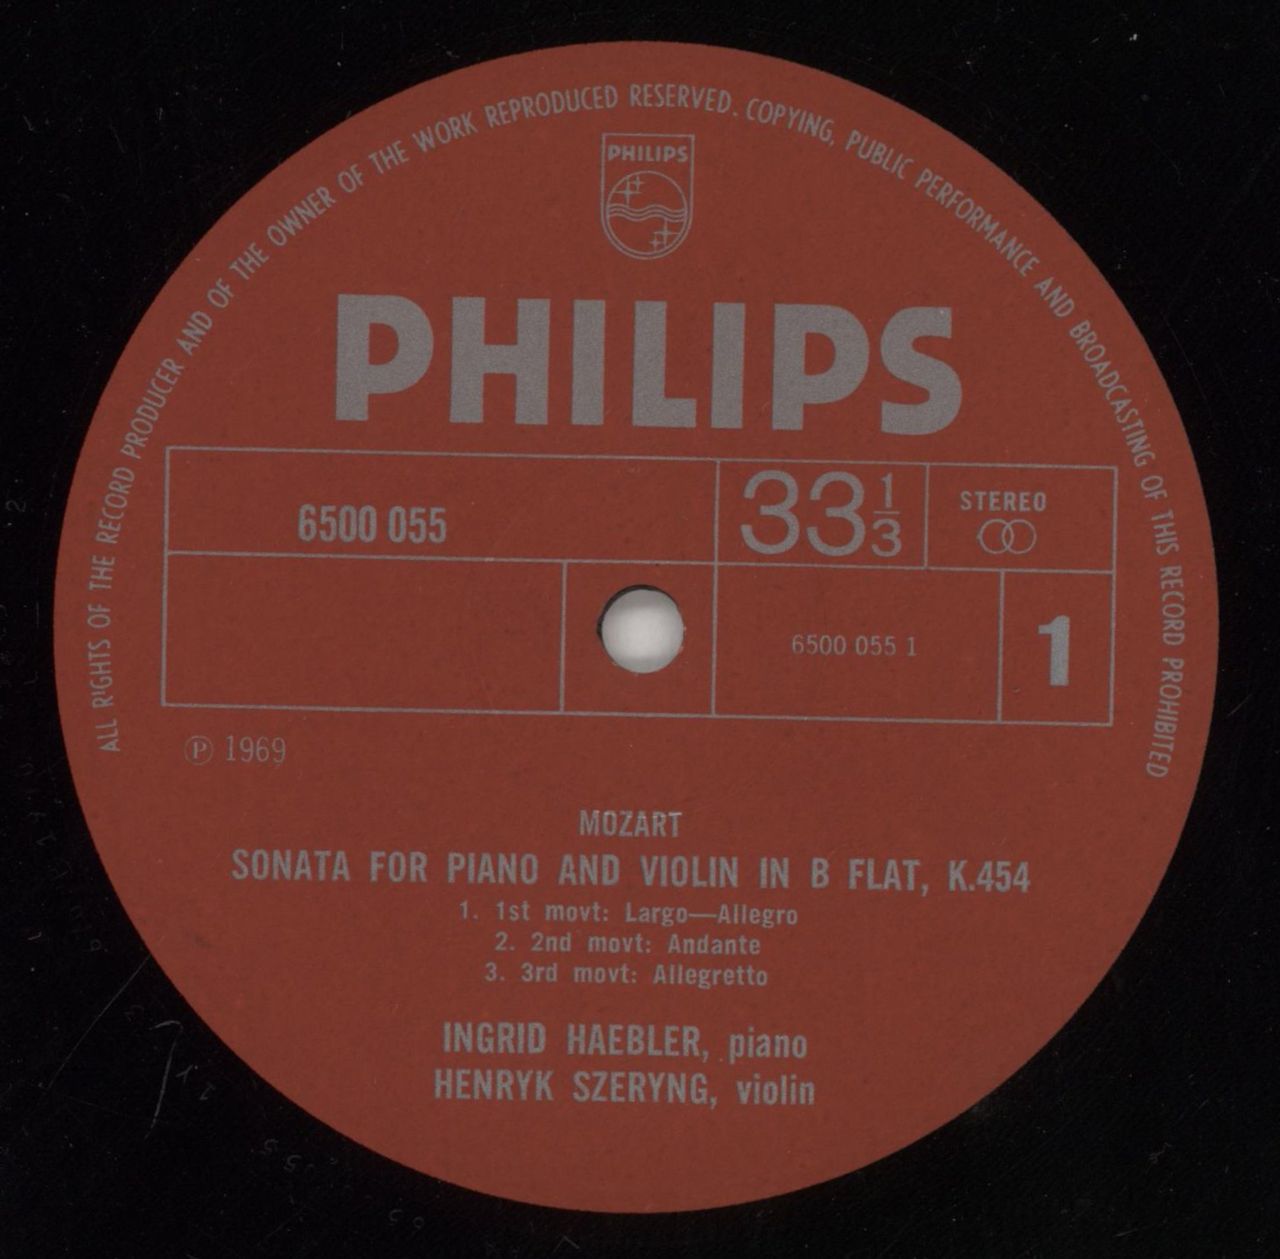 ALL RIGHTS OF THE RECORD PRODUCER AND OF THE OWNER OF THE WORK REPRODUCED RESERVED. COPYING, PUBLIC PERFORMANCE AND BROADCASTING OF THIS RECORD PROHIBITED
PHILIPS
PHILIPS
6500 055
33 1/3
STEREO
6500 055 1
1
Ⓟ 1969
MOZART
SONATA FOR PIANO AND VIOLIN IN B FLAT, K.454
1. 1st movt: Largo—Allegro
2. 2nd movt: Andante
3. 3rd movt: Allegretto
INGRID HAEBLER, piano
HENRYK SZERYNG, violin